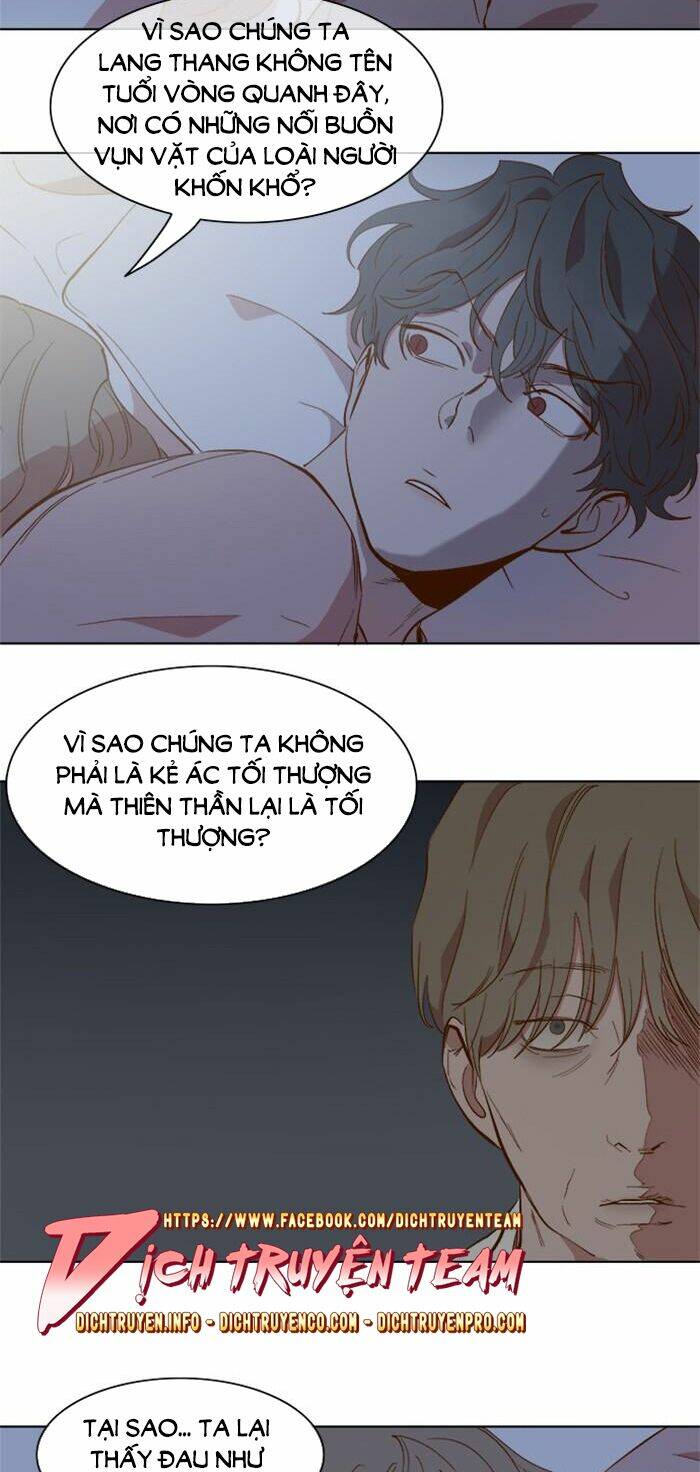 VÌ SAO CHÚNG TA
LANG THANG KHÔNG TÊN
TUỔI VÒNG QUANH ĐÂY,
NƠI CÓ NHỮNG NỐI BUỒN
VỤN VẶT CỦA LOÀI NGƯỜI
KHỐN KHỔ?
VÌ SAO CHÚNG TA KHÔNG
PHẢI LÀ KẺ ÁC TỐI THƯỢNG
MÀ THIÊN THẦN LẠI LÀ TỐI
THƯỢNG?
HTTPS://WWW.FACEBOOK.COM/DICHTRUYENTEAM
DỊCH TRUYỆN TEAM
DICHTRUYEN.INFO - DICHTRUYENCO.COM - DICHTRUYENPRO.COM
TẠI SAO... TA LẠI
THẤY ĐAU NHƯ